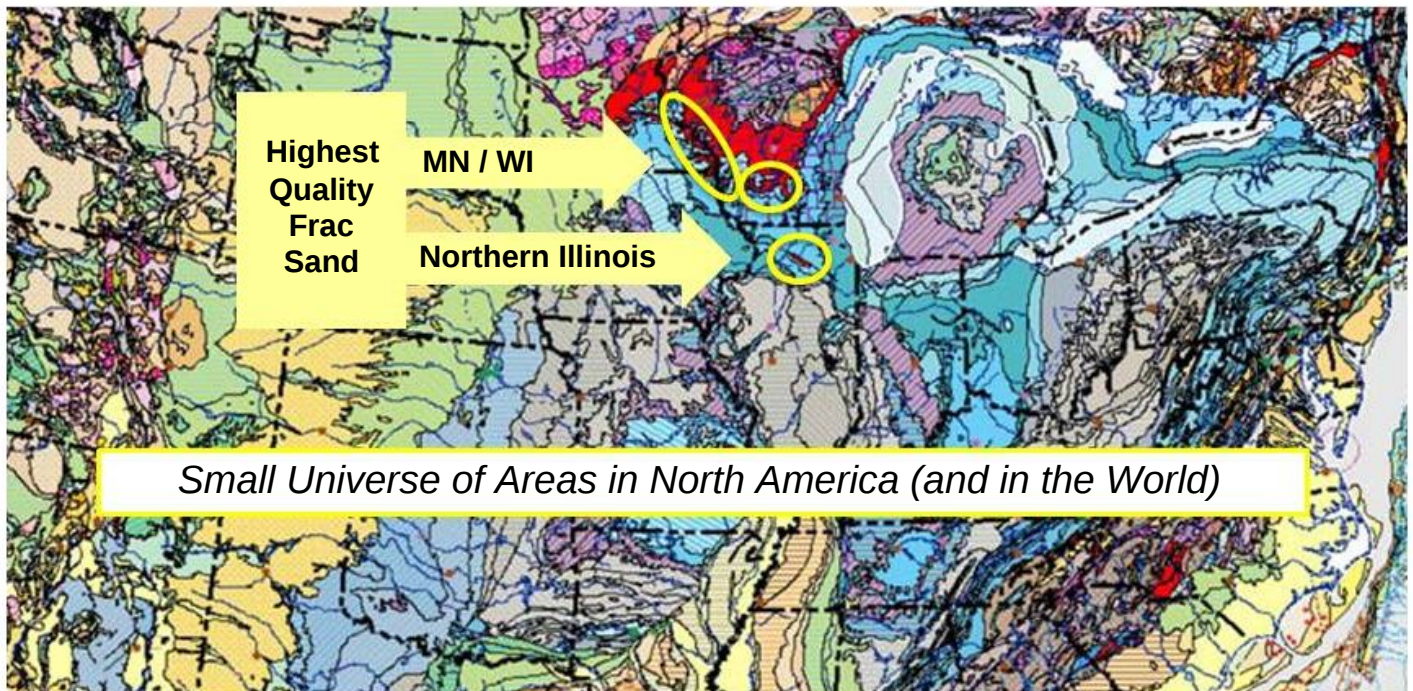 Highest
Quality
Frac
Sand
MN / WI
Northern Illinois
Small Universe of Areas in North America (and in the World)